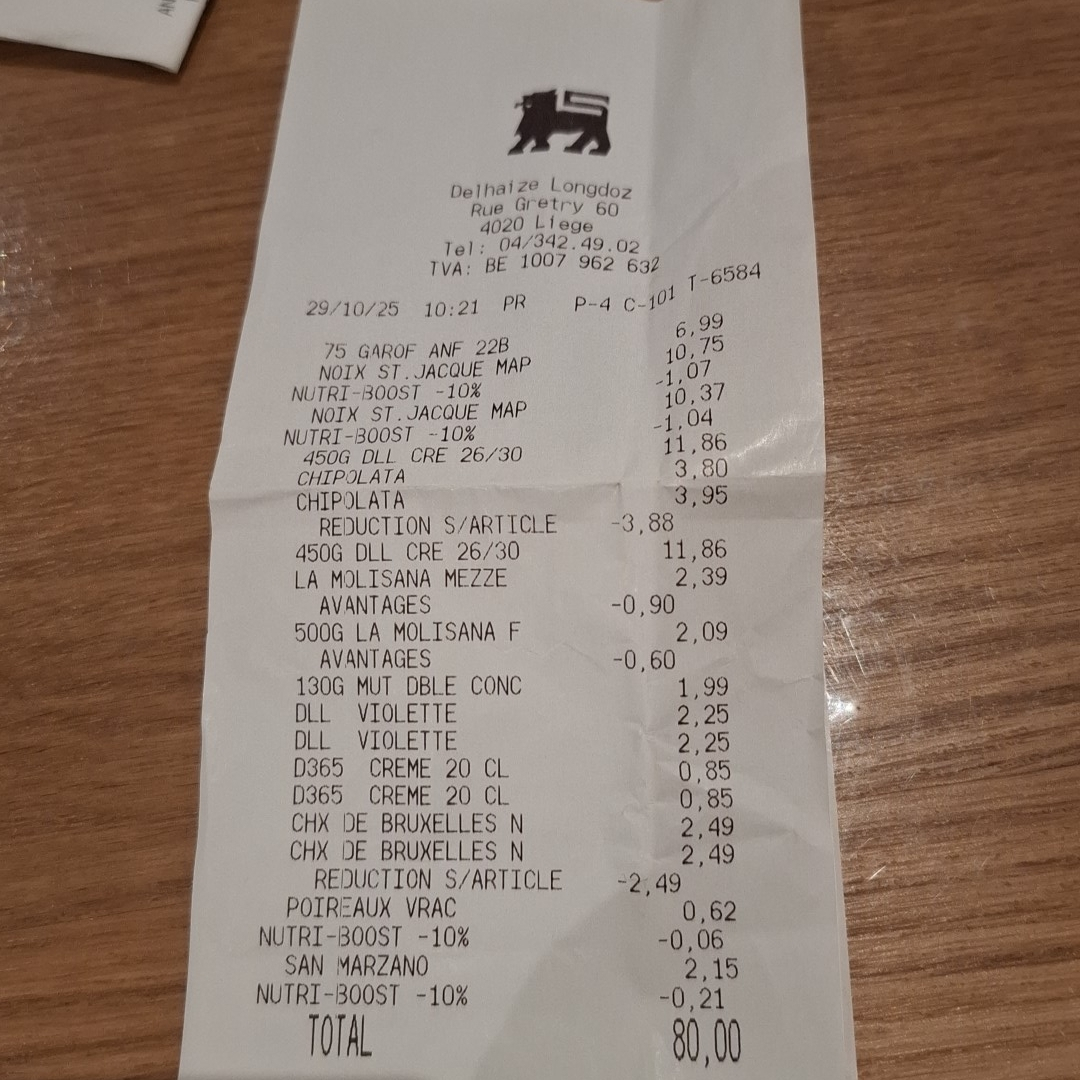 AN
Delhaize Longdoz
Rue Gretry 60
4020 Liege
Tel: 04/342.49.02
TVA: BE 1007 962 632
29/10/25 10:21 PR P-4 C-101 T-6584
75 GAROF ANF 22B 6,99
NOIX ST.JACQUE MAP 10,75
NUTRI-BOOST -10% -1,07
NOIX ST.JACQUE MAP 10,37
NUTRI-BOOST -10% -1,04
450G DLL CRE 26/30 11,86
CHIPOLATA 3,80
CHIPOLATA 3,95
REDUCTION S/ARTICLE -3,88
450G DLL CRE 26/30 11,86
LA MOLISANA MEZZE 2,39
AVANTAGES -0,90
500G LA MOLISANA F 2,09
AVANTAGES -0,60
130G MUT DBLE CONC 1,99
DLL VIOLETTE 2,25
DLL VIOLETTE 2,25
D365 CREME 20 CL 0,85
D365 CREME 20 CL 0,85
CHX DE BRUXELLES N 2,49
CHX DE BRUXELLES N 2,49
REDUCTION S/ARTICLE -2,49
POIREAUX VRAC 0,62
NUTRI-BOOST -10% -0,06
SAN MARZANO 2,15
NUTRI-BOOST -10% -0,21
TOTAL 80,00